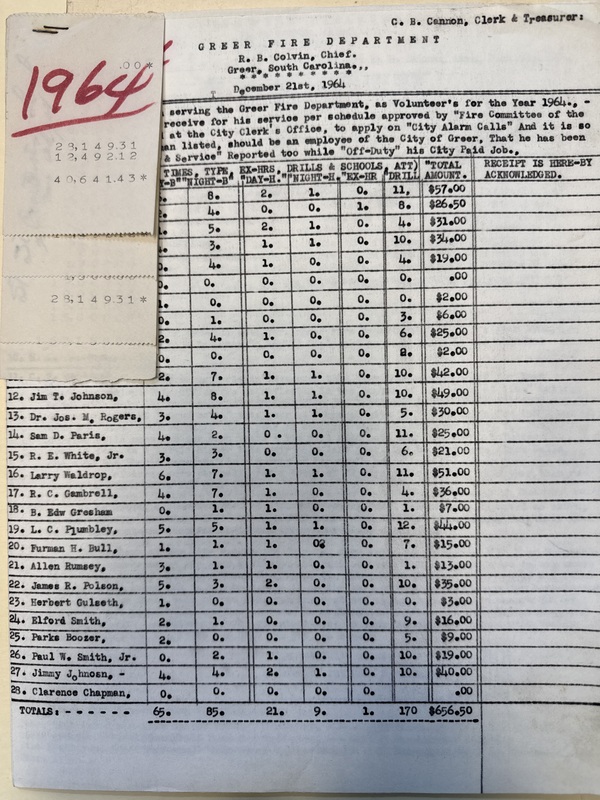 C. B. Cannon, Clerk & Treasurer:
GREER FIRE DEPARTMENT
R. B. Colvin, Chief.
Greer, South Carolina.,,
* * * * * * * * * *
December 21st, 1964
.00*
1964
28,149.31
12,492.12
40,641.43*
28,149.31*
serving the Greer Fire Department, as Volunteer's for the Year 1964., -
receive for his service per schedule approved by "Fire Committee of the
at the City Clerk's Office, to apply on "City Alarm Calls" And it is so
an listed, should be an employee of the City of Greer, That he has been
& Service" Reported too while "Off-Duty" his City Paid Job.,
TIMES, TYPE, EX-HRS, DRILLS & SCHOOLS, ATT) "TOTAL RECEIPT IS HERE-BY
Y-B" "NIGHT-B" "DAY-H." "NIGHT-H." "EX-HR "DRILL AMOUNT. ACKNOWLEDGED.
8. 2. 1. 0. 11, $57.00
4. 0. 0. 1. 8. $26.50
5. 2. 1. 0. 4. $31.00
3. 1. 1. 0. 10. $34.00
4. 1. 0. 0. 4. $19.00
0. 0. 0. 0. 0. .00
0. 0. 0. 0. 0. $2.00
1. 0. 0. 0. 3. $6.00
2. 4. 1. 0. 0. 6. $25.00
0. 0. 0. 0. 0. 2. $2.00
2. 7. 1. 1. 0. 10. $42.00
12. Jim T. Johnson, 4. 8. 1. 1. 0. 10. $49.00
13. Dr. Jos. M. Rogers, 3. 4. 1. 1. 0. 5. $30.00
14. Sam D. Paris, 4. 2. 0 . 0. 0. 11. $25.00
15. R. E. White, Jr. 3. 3. 0. 0. 0. 6. $21.00
16. Larry Waldrop, 6. 7. 1. 1. 0. 11. $51.00
17. R. C. Gambrell, 4. 7. 1. 0. 0. 4. $36.00
18. B. Edw Gresham 0. 1. 1. 0. 0. 1. $7.00
19. L. C. Plumbley, 5. 5. 1. 1. 0. 12. $44.00
20. Furman H. Bull, 1. 1. 1. 0. 7. $15.00
21. Allen Rumsey, 3. 1. 1. 0. 0. 1. $13.00
22. James R. Polson, 5. 3. 2. 0. 0. 10. $35.00
23. Herbert Gulseth, 1. 0. 0. 0. 0. 0. $3.00
24. Elford Smith, 2. 1. 0. 0. 0. 9. $16.00
25. Parks Boozer, 2. 0. 0. 0. 0. 5. $9.00
26. Paul W. Smith, Jr. 0. 2. 1. 0. 0. 10. $19.00
27. Jimmy Johnosn, - 4. 4. 2. 1. 0. 10. $40.00
28. Clarence Chapman, 0. 0. 0. 0. 0. .00
TOTALS: - - - - - - 65. 85. 21. 9. 1. 170 $656.50